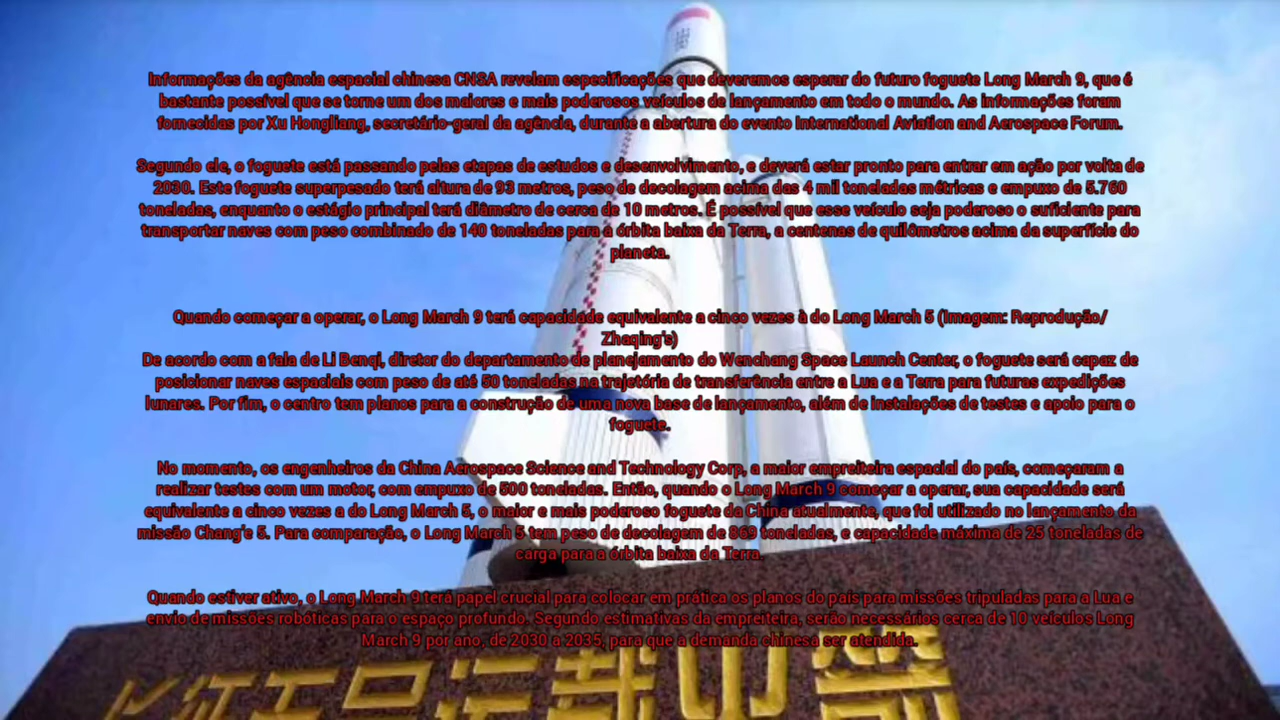 Informações da agência espacial chinesa CNSA revelam especificações que deveremos esperar do futuro foguete Long March 9, que é
bastante possível que se torne um dos maiores e mais poderosos veículos de lançamento em todo o mundo. As informações foram
fornecidas por Xu Hongliang, secretário-geral da agência, durante a abertura do evento International Aviation and Aerospace Forum.
Segundo ele, o foguete está passando pelas etapas de estudos e desenvolvimento, e deverá estar pronto para entrar em ação por volta de
2030. Este foguete superpesado terá altura de 93 metros, peso de decolagem acima das 4 mil toneladas métricas e empuxo de 5.760
toneladas, enquanto o estágio principal terá diâmetro de cerca de 10 metros. É possível que esse veículo seja poderoso o suficiente para
transportar naves com peso combinado de 140 toneladas para a órbita baixa da Terra, a centenas de quilômetros acima da superfície do
planeta.
Quando começar a operar, o Long March 9 terá capacidade equivalente a cinco vezes à do Long March 5 (Imagem: Reprodução/
Zhaqing's)
De acordo com a fala de Li Benqi, diretor do departamento de planejamento do Wenchang Space Launch Center, o foguete será capaz de
posicionar naves espaciais com peso de até 50 toneladas na trajetória de transferência entre a Lua e a Terra para futuras expedições
lunares. Por fim, o centro tem planos para a construção de uma nova base de lançamento, além de instalações de testes e apoio para o
foguete.
No momento, os engenheiros da China Aerospace Science and Technology Corp, a maior empreiteira espacial do país, começaram a
realizar testes com um motor, com empuxo de 500 toneladas. Então, quando o Long March 9 começar a operar, sua capacidade será
equivalente a cinco vezes a do Long March 5, o maior e mais poderoso foguete da China atualmente, que foi utilizado no lançamento da
missão Chang'e 5. Para comparação, o Long March 5 tem peso de decolagem de 869 toneladas, e capacidade máxima de 25 toneladas de
carga para a órbita baixa da Terra.
Quando estiver ativo, o Long March 9 terá papel crucial para colocar em prática os planos do país para missões tripuladas para a Lua e
envio de missões robóticas para o espaço profundo. Segundo estimativas da empreiteira, serão necessários cerca de 10 veículos Long
March 9 por ano, de 2030 a 2035, para que a demanda chinesa ser atendida.